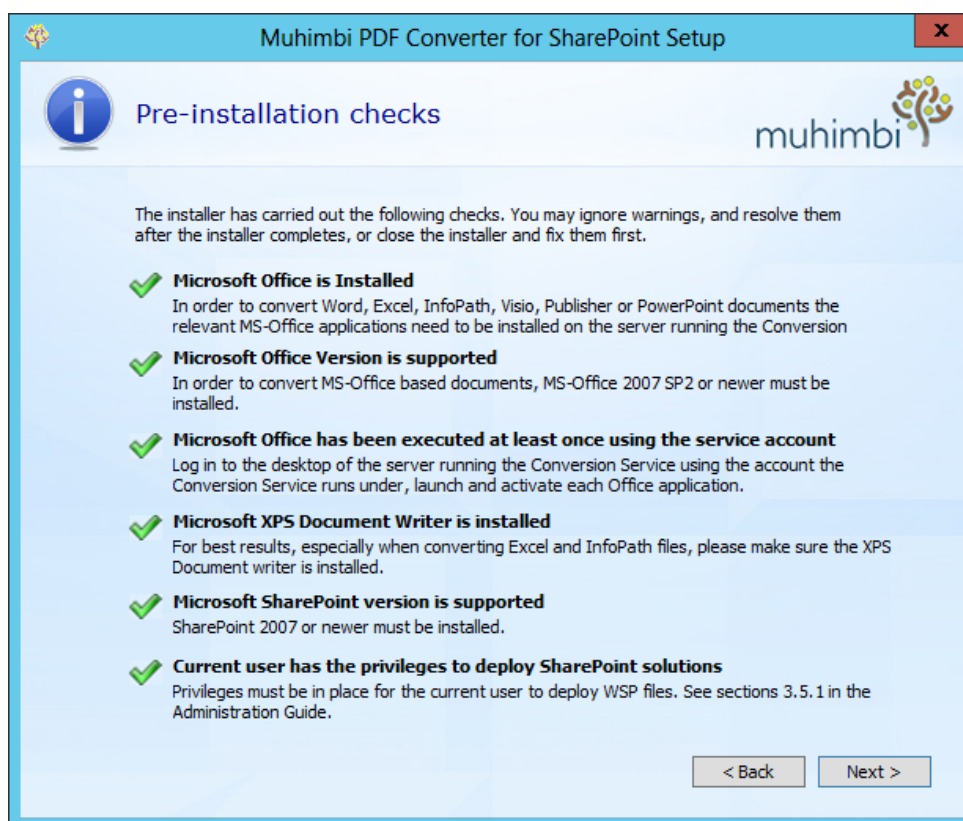 Muhimbi PDF Converter for SharePoint Setup
x
i
Pre-installation checks
muhimbi
The installer has carried out the following checks. You may ignore warnings, and resolve them
after the installer completes, or close the installer and fix them first.
Microsoft Office is Installed
In order to convert Word, Excel, InfoPath, Visio, Publisher or PowerPoint documents the
relevant MS-Office applications need to be installed on the server running the Conversion
Microsoft Office Version is supported
In order to convert MS-Office based documents, MS-Office 2007 SP2 or newer must be
installed.
Microsoft Office has been executed at least once using the service account
Log in to the desktop of the server running the Conversion Service using the account the
Conversion Service runs under, launch and activate each Office application.
Microsoft XPS Document Writer is installed
For best results, especially when converting Excel and InfoPath files, please make sure the XPS
Document writer is installed.
Microsoft SharePoint version is supported
SharePoint 2007 or newer must be installed.
Current user has the privileges to deploy SharePoint solutions
Privileges must be in place for the current user to deploy WSP files. See sections 3.5.1 in the
Administration Guide.
< Back Next >